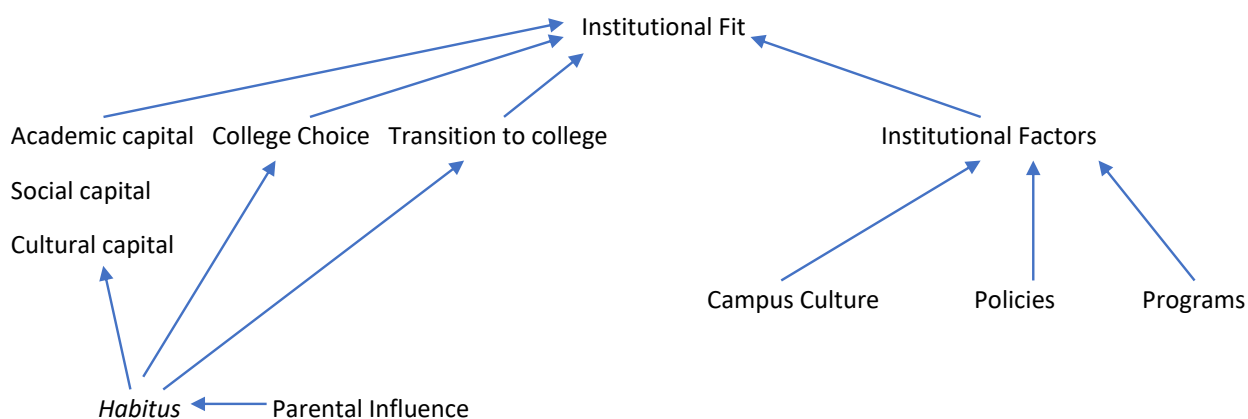 Institutional Fit
Academic capital College Choice Transition to college Institutional Factors
Social capital
Cultural capital
Campus Culture Policies Programs
Habitus Parental Influence